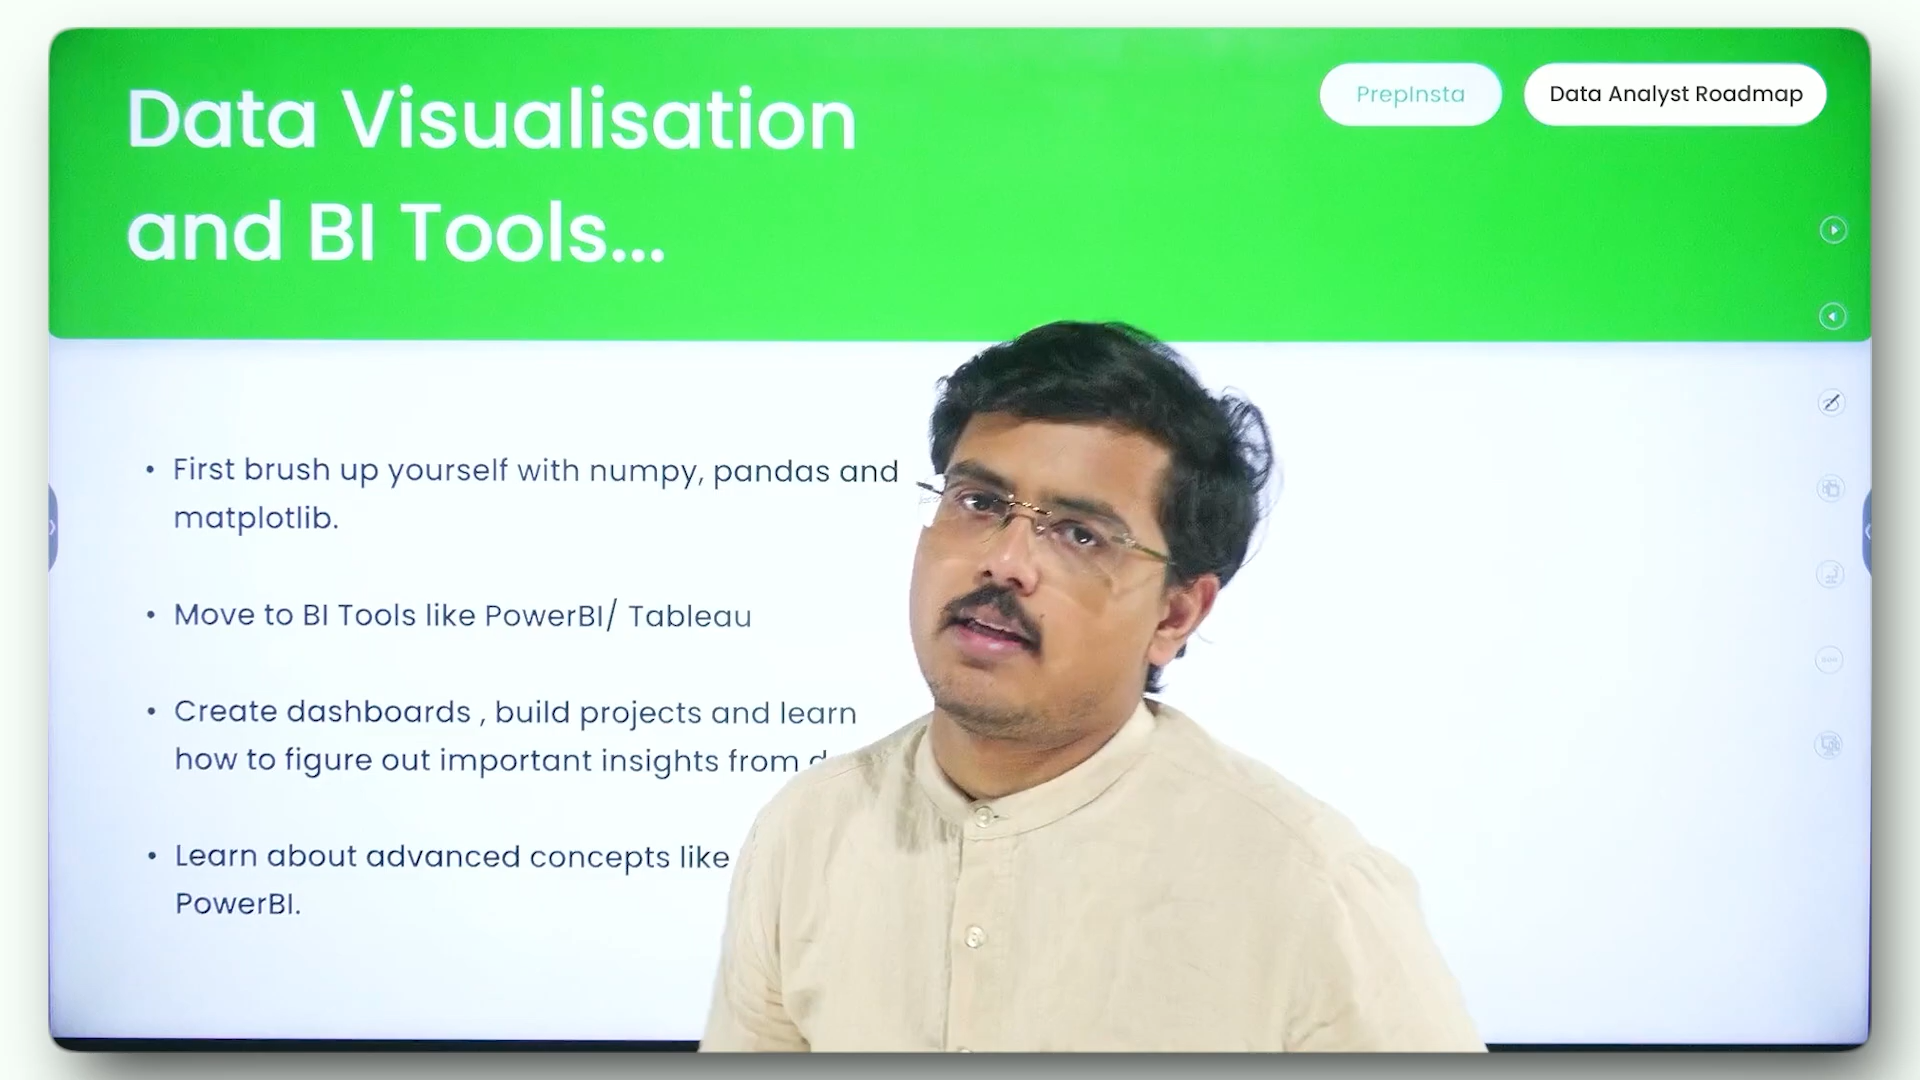 Data Visualisation
and BI Tools...
PrepInsta
Data Analyst Roadmap
• First brush up yourself with numpy, pandas and
matplotlib.
• Move to BI Tools like PowerBI/ Tableau
• Create dashboards , build projects and learn
how to figure out important insights from
• Learn about advanced concepts like
PowerBI.